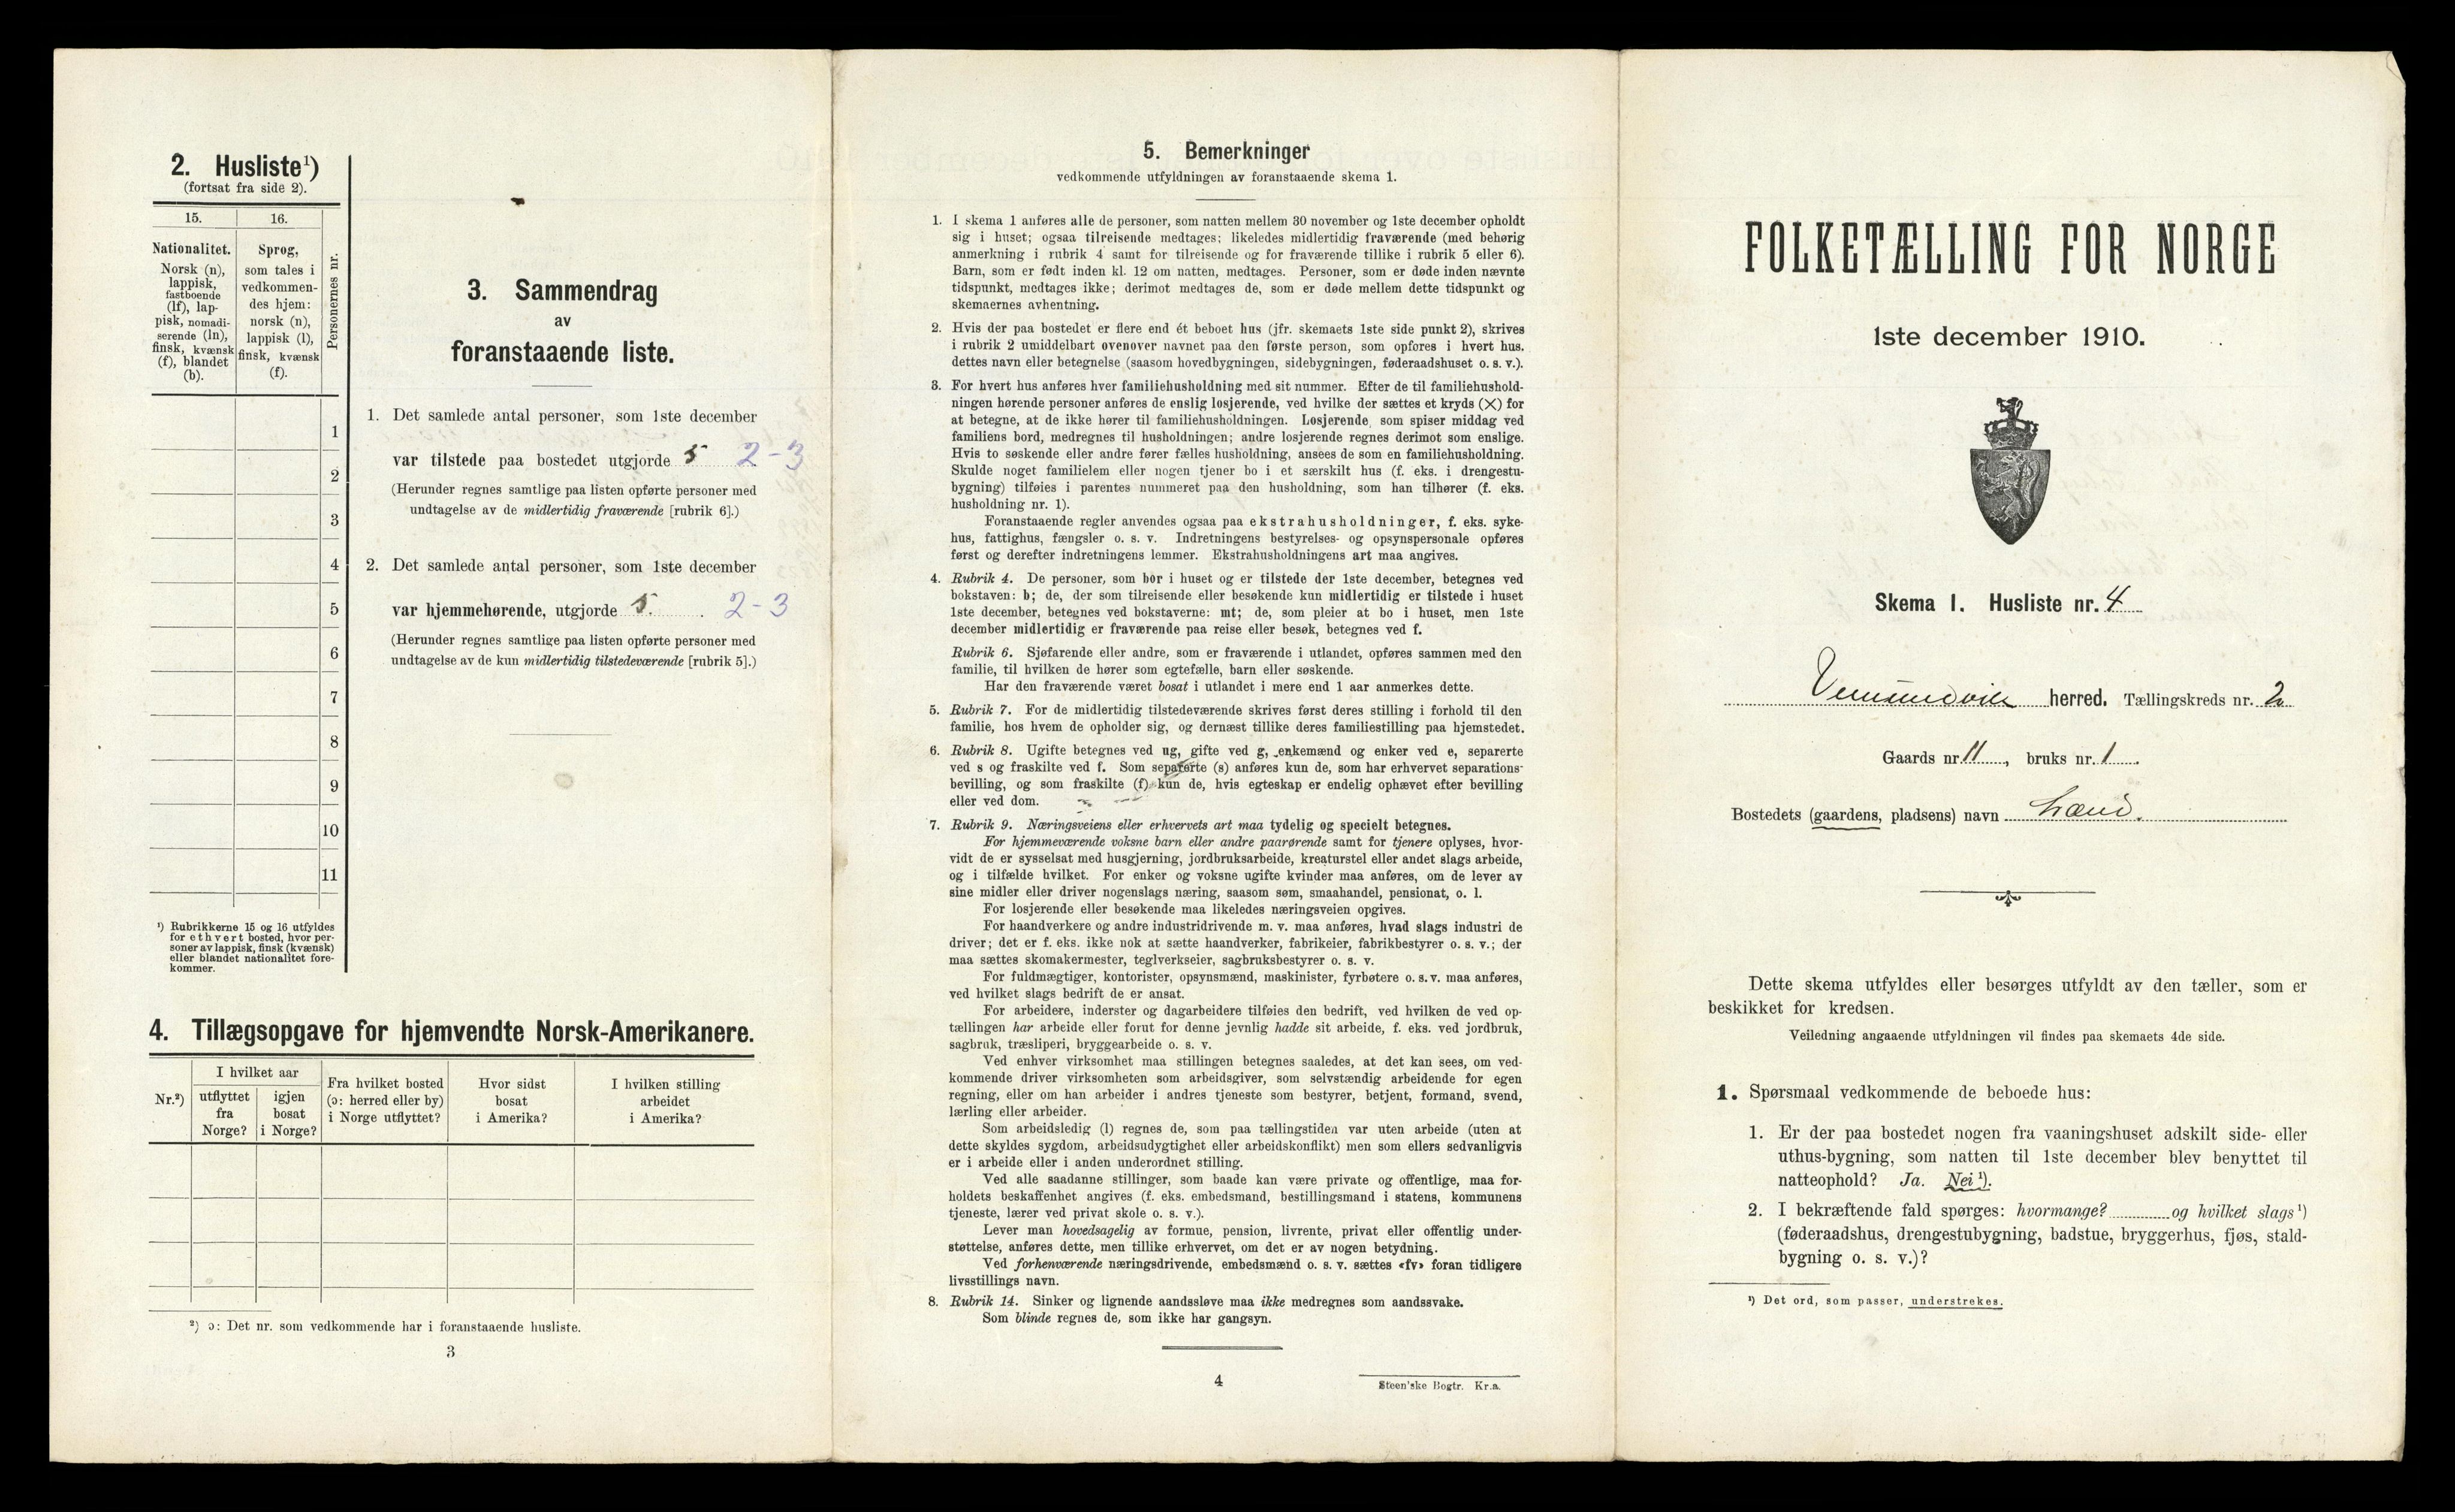 2. Husliste¹)
(fortsat fra side 2).
15.
16.
Personernes nr.
Nationalitet.
Norsk (n),
lappisk,
fastboende
(lf), lap-
pisk, nomadi-
serende (ln),
finsk, kvænsk
(f), blandet
(b).
Sprog,
som tales i
vedkommen-
des hjem:
norsk (n),
lappisk (l),
finsk, kvænsk
(f).
1
2
3
4
5
6
7
8
9
10
11
¹) Rubrikkerne 15 og 16 utfyldes
for ethvert bosted, hvor per-
soner av lappisk, finsk (kvænsk)
eller blandet nationalitet fore-
kommer.
3. Sammendrag
av
foranstaaende liste.
1. Det samlede antal personer, som 1ste december
var tilstede paa bostedet utgjorde 5 2-3
(Herunder regnes samtlige paa listen opførte personer med
undtagelse av de midlertidig fraværende [rubrik 6].)
2. Det samlede antal personer, som 1ste december
var hjemmehørende, utgjorde 5. 2-3
(Herunder regnes samtlige paa listen opførte personer med
undtagelse av de kun midlertidig tilstedeværende [rubrik 5].)
4. Tillægsopgave for hjemvendte Norsk-Amerikanere.
Nr.²)
I hvilket aar
utflyttet
fra
Norge?
igjen
bosat
i Norge?
Fra hvilket bosted
(ɔ: herred eller by)
i Norge utflyttet?
Hvor sidst
bosat
i Amerika?
I hvilken stilling
arbeidet
i Amerika?
²) ɔ: Det nr. som vedkommende har i foranstaaende husliste.
3
5. Bemerkninger
vedkommende utfyldningen av foranstaaende skema 1.
1. I skema 1 anføres alle de personer, som natten mellem 30 november og 1ste december opholdt
sig i huset; ogsaa tilreisende medtages; likeledes midlertidig fraværende (med behørig
anmerkning i rubrik 4 samt for tilreisende og for fraværende tillike i rubrik 5 eller 6).
Barn, som er født inden kl. 12 om natten, medtages. Personer, som er døde inden nævnte
tidspunkt, medtages ikke; derimot medtages de, som er døde mellem dette tidspunkt og
skemaernes avhentning.
2. Hvis der paa bostedet er flere end ét beboet hus (jfr. skemaets 1ste side punkt 2), skrives
i rubrik 2 umiddelbart ovenover navnet paa den første person, som opføres i hvert hus.
dettes navn eller betegnelse (saasom hovedbygningen, sidebygningen, føderaadshuset o. s. v.).
3. For hvert hus anføres hver familiehusholdning med sit nummer. Efter de til familiehushold-
ningen hørende personer anføres de enslig losjerende, ved hvilke der sættes et kryds (×) for
at betegne, at de ikke hører til familiehusholdningen. Losjerende, som spiser middag ved
familiens bord, medregnes til husholdningen; andre losjerende regnes derimot som enslige.
Hvis to søskende eller andre fører fælles husholdning, ansees de som en familiehusholdning.
Skulde noget familielem eller nogen tjener bo i et særskilt hus (f. eks. i drengestu-
bygning) tilføies i parentes nummeret paa den husholdning, som han tilhører (f. eks.
husholdning nr. 1).
Foranstaaende regler anvendes ogsaa paa ekstrahusholdninger, f. eks. syke-
hus, fattighus, fængsler o. s. v. Indretningens bestyrelses- og opsynspersonale opføres
først og derefter indretningens lemmer. Ekstrahusholdningens art maa angives.
4. Rubrik 4. De personer, som bor i huset og er tilstede der 1ste december, betegnes ved
bokstaven: b; de, der som tilreisende eller besøkende kun midlertidig er tilstede i huset
1ste december, betegnes ved bokstaverne: mt; de, som pleier at bo i huset, men 1ste
december midlertidig er fraværende paa reise eller besøk, betegnes ved f.
Rubrik 6. Sjøfarende eller andre, som er fraværende i utlandet, opføres sammen med den
familie, til hvilken de hører som egtefælle, barn eller søskende.
Har den fraværende været bosat i utlandet i mere end 1 aar anmerkes dette.
5. Rubrik 7. For de midlertidig tilstedeværende skrives først deres stilling i forhold til den
familie, hos hvem de opholder sig, og dernæst tillike deres familiestilling paa hjemstedet.
6. Rubrik 8. Ugifte betegnes ved ug, gifte ved g, enkemænd og enker ved e, separerte
ved s og fraskilte ved f. Som separerte (s) anføres kun de, som har erhvervet separations-
bevilling, og som fraskilte (f) kun de, hvis egteskap er endelig ophævet efter bevilling
eller ved dom.
7. Rubrik 9. Næringsveiens eller erhvervets art maa tydelig og specielt betegnes.
For hjemmeværende voksne barn eller andre paarørende samt for tjenere oplyses, hvor-
vidt de er sysselsat med husgjerning, jordbruksarbeide, kreaturstel eller andet slags arbeide,
og i tilfælde hvilket. For enker og voksne ugifte kvinder maa anføres, om de lever av
sine midler eller driver nogenslags næring, saasom søm, smaahandel, pensionat, o. l.
For losjerende eller besøkende maa likeledes næringsveien opgives.
For haandverkere og andre industridrivende m. v. maa anføres, hvad slags industri de
driver; det er f. eks. ikke nok at sætte haandverker, fabrikeier, fabrikbestyrer o. s. v.; der
maa sættes skomakermester, teglverkseier, sagbruksbestyrer o. s. v.
For fuldmægtiger, kontorister, opsynsmænd, maskinister, fyrbøtere o. s. v. maa anføres,
ved hvilket slags bedrift de er ansat.
For arbeidere, inderster og dagarbeidere tilføies den bedrift, ved hvilken de ved op-
tællingen har arbeide eller forut for denne jevnlig hadde sit arbeide, f. eks. ved jordbruk,
sagbruk, træsliperi, bryggearbeide o. s. v.
Ved enhver virksomhet maa stillingen betegnes saaledes, at det kan sees, om ved-
kommende driver virksomheten som arbeidsgiver, som selvstændig arbeidende for egen
regning, eller om han arbeider i andres tjeneste som bestyrer, betjent, formand, svend,
lærling eller arbeider.
Som arbeidsledig (l) regnes de, som paa tællingstiden var uten arbeide (uten at
dette skyldes sygdom, arbeidsudygtighet eller arbeidskonflikt) men som ellers sedvanligvis
er i arbeide eller i anden underordnet stilling.
Ved alle saadanne stillinger, som baade kan være private og offentlige, maa for-
holdets beskaffenhet angives (f. eks. embedsmand, bestillingsmand i statens, kommunens
tjeneste, lærer ved privat skole o. s. v.).
Lever man hovedsagelig av formue, pension, livrente, privat eller offentlig under-
støttelse, anføres dette, men tillike erhvervet, om det er av nogen betydning.
Ved forhenværende næringsdrivende, embedsmænd o. s. v. sættes «fv» foran tidligere
livsstillings navn.
8. Rubrik 14. Sinker og lignende aandssløve maa ikke medregnes som aandssvake.
Som blinde regnes de, som ikke har gangsyn.
4
Steen'ske Bogtr. Kr.a.
FOLKETÆLLING FOR NORGE
1ste december 1910.
Skema 1. Husliste nr. 4
Vemundvik herred. Tællingskreds nr. 2
Gaards nr. 11, bruks nr. 1.
Bostedets (gaardens, pladsens) navn
Dette skema utfyldes eller besørges utfyldt av den tæller, som er
beskikket for kredsen.
Veiledning angaaende utfyldningen vil findes paa skemaets 4de side.
1. Spørsmaal vedkommende de beboede hus:
1. Er der paa bostedet nogen fra vaaningshuset adskilt side- eller
uthus-bygning, som natten til 1ste december blev benyttet til
natteophold? Ja. Nei ¹).
2. I bekræftende fald spørges: hvormange? og hvilket slags ¹)
(føderaadshus, drengestubygning, badstue, bryggerhus, fjøs, stald-
bygning o. s. v.)?
¹) Det ord, som passer, understrekes.